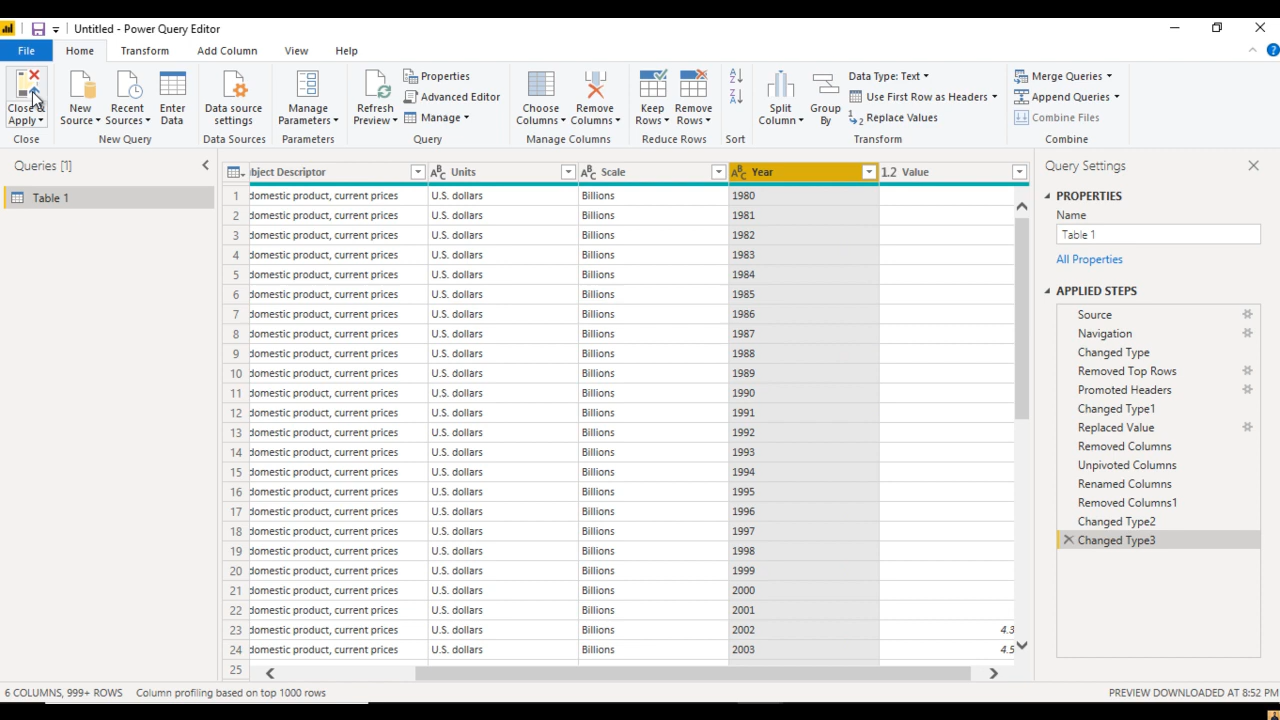 Untitled - Power Query Editor
File Home Transform Add Column View Help
Close & Apply
New Source
Recent Sources
Enter Data
Data source settings
Manage Parameters
Refresh Preview
Properties
Advanced Editor
Manage
Choose Columns
Remove Columns
Keep Rows
Remove Rows
Split Column
Group By
Data Type: Text
Use First Row as Headers
Replace Values
Merge Queries
Append Queries
Combine Files
Close New Query Data Sources Parameters Query Manage Columns Reduce Rows Sort Transform Combine
Queries [1]
Table 1
bject Descriptor ABC Units ABC Scale ABC Year 1.2 Value
1 domestic product, current prices U.S. dollars Billions 1980
2 domestic product, current prices U.S. dollars Billions 1981
3 domestic product, current prices U.S. dollars Billions 1982
4 domestic product, current prices U.S. dollars Billions 1983
5 domestic product, current prices U.S. dollars Billions 1984
6 domestic product, current prices U.S. dollars Billions 1985
7 domestic product, current prices U.S. dollars Billions 1986
8 domestic product, current prices U.S. dollars Billions 1987
9 domestic product, current prices U.S. dollars Billions 1988
10 domestic product, current prices U.S. dollars Billions 1989
11 domestic product, current prices U.S. dollars Billions 1990
12 domestic product, current prices U.S. dollars Billions 1991
13 domestic product, current prices U.S. dollars Billions 1992
14 domestic product, current prices U.S. dollars Billions 1993
15 domestic product, current prices U.S. dollars Billions 1994
16 domestic product, current prices U.S. dollars Billions 1995
17 domestic product, current prices U.S. dollars Billions 1996
18 domestic product, current prices U.S. dollars Billions 1997
19 domestic product, current prices U.S. dollars Billions 1998
20 domestic product, current prices U.S. dollars Billions 1999
21 domestic product, current prices U.S. dollars Billions 2000
22 domestic product, current prices U.S. dollars Billions 2001
23 domestic product, current prices U.S. dollars Billions 2002 4.3
24 domestic product, current prices U.S. dollars Billions 2003 4.5
25
Query Settings
PROPERTIES
Name
Table 1
All Properties
APPLIED STEPS
Source
Navigation
Changed Type
Removed Top Rows
Promoted Headers
Changed Type1
Replaced Value
Removed Columns
Unpivoted Columns
Renamed Columns
Removed Columns1
Changed Type2
Changed Type3
6 COLUMNS, 999+ ROWS Column profiling based on top 1000 rows
PREVIEW DOWNLOADED AT 8:52 PM